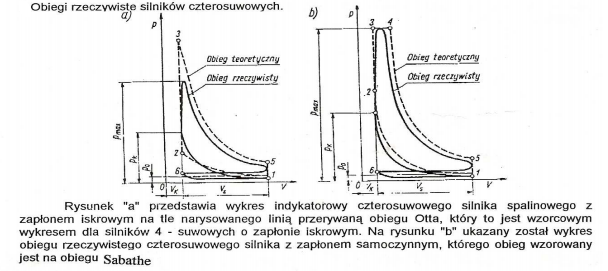 Obiegi rzeczywiste silników czterosuwowych.
a)
p
3
Obieg teoretyczny
Obieg rzeczywisty
pmax
pk
p0
2
6
5
1
0
Vk
Vs
V
b)
p
3
4
Obieg teoretyczny
Obieg rzeczywisty
pmax
pk
p0
2
6
5
1
0
Vk
Vs
V
Rysunek "a" przedstawia wykres indykatorowy czterosuwowego silnika spalinowego z
zapłonem iskrowym na tle narysowanego linią przerywaną obiegu Otta, który to jest wzorcowym
wykresem dla silników 4 - suwowych o zapłonie iskrowym. Na rysunku "b" ukazany został wykres
obiegu rzeczywistego czterosuwowego silnika z zapłonem samoczynnym, którego obieg wzorowany
jest na obiegu Sabathe